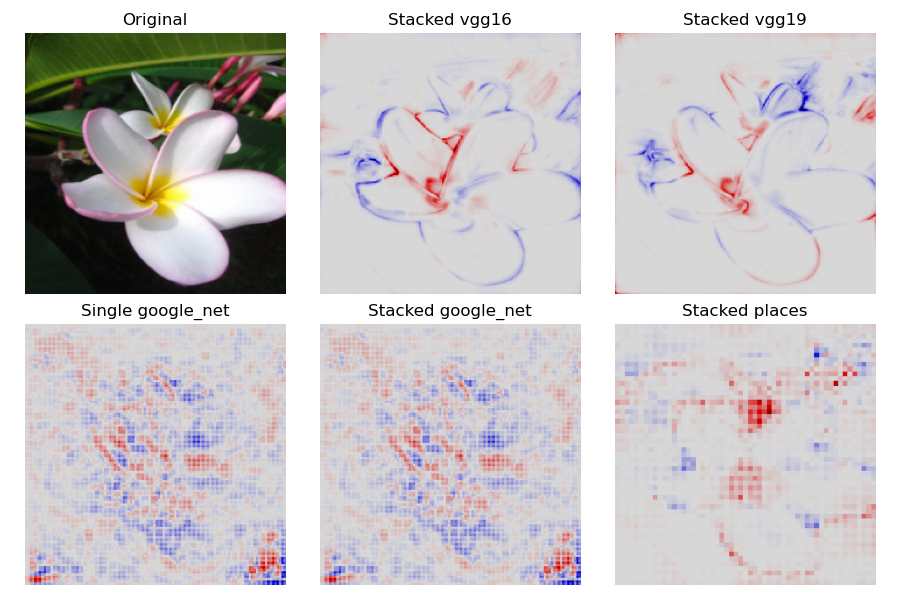 Original
Stacked vgg16
Stacked vgg19
Single google_net
Stacked google_net
Stacked places